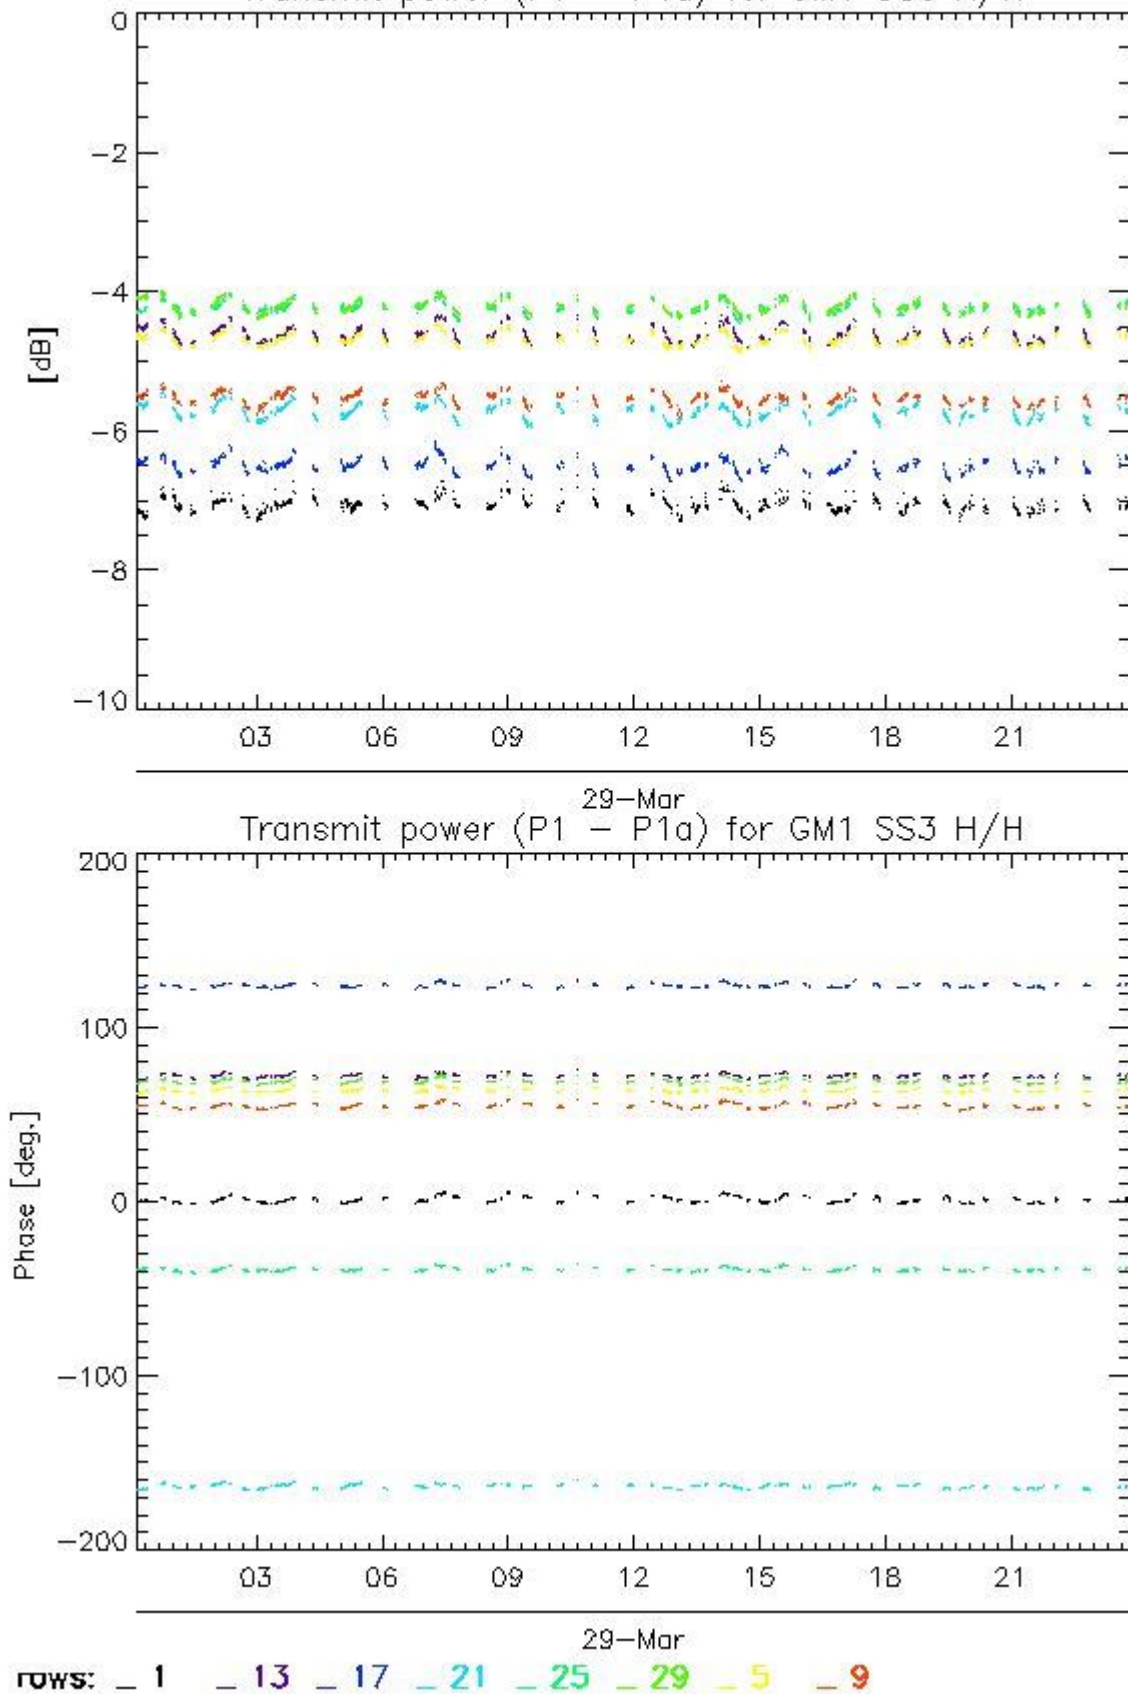 0
−2
−4
[dB]
−6
−8
−10
03 06 09 12 15 18 21
29−Mar
Transmit power (P1 − P1a) for GM1 SS3 H/H
200
100
Phase [deg.]
0
−100
−200
03 06 09 12 15 18 21
29−Mar
rows: _ 1 _ 13 _ 17 _ 21 _ 25 _ 29 _ 5 _ 9